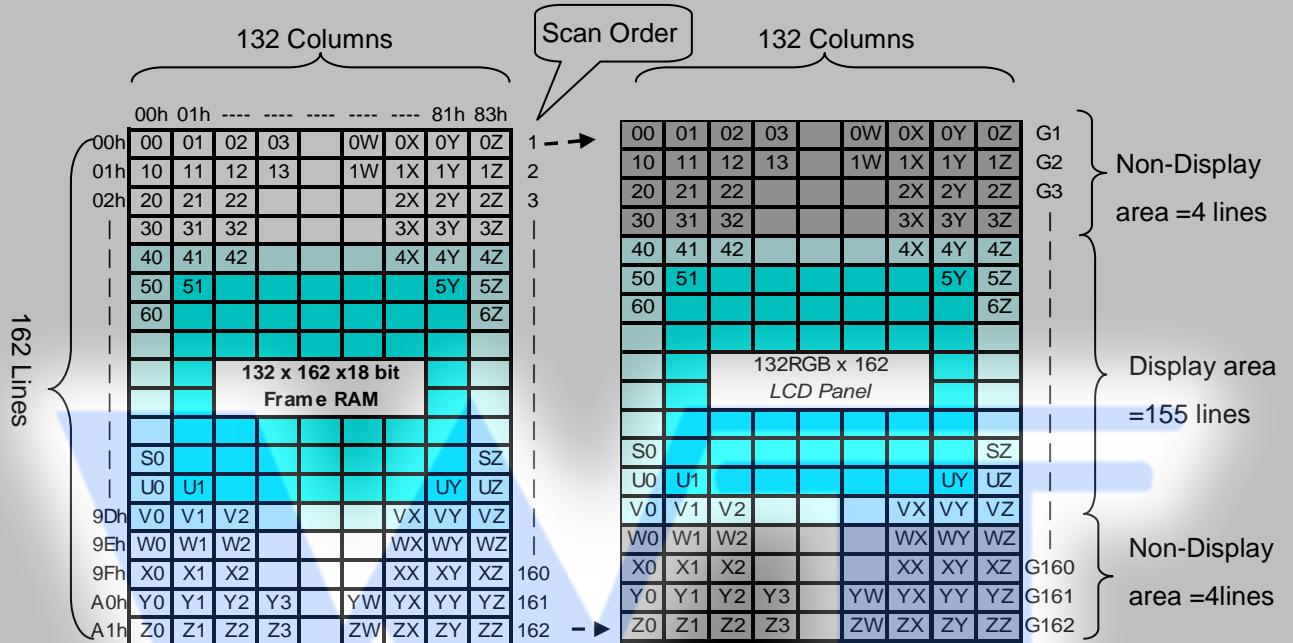 132 Columns
Scan Order
132 Columns
00h 01h ---- ---- ---- ---- ---- 81h 83h
00h 00 01 02 03 0W 0X 0Y 0Z 1
01h 10 11 12 13 1W 1X 1Y 1Z 2
02h 20 21 22 2X 2Y 2Z 3
30 31 32 3X 3Y 3Z
40 41 42 4X 4Y 4Z
50 51 5Y 5Z
60 6Z
132 x 162 x18 bit
Frame RAM
S0 SZ
U0 U1 UY UZ
9Dh V0 V1 V2 VX VY VZ
9Eh W0 W1 W2 WX WY WZ
9Fh X0 X1 X2 XX XY XZ 160
A0h Y0 Y1 Y2 Y3 YW YX YY YZ 161
A1h Z0 Z1 Z2 Z3 ZW ZX ZY ZZ 162
162 Lines
00 01 02 03 0W 0X 0Y 0Z G1
10 11 12 13 1W 1X 1Y 1Z G2
20 21 22 2X 2Y 2Z G3
30 31 32 3X 3Y 3Z
40 41 42 4X 4Y 4Z
50 51 5Y 5Z
60 6Z
132RGB x 162
LCD Panel
S0 SZ
U0 U1 UY UZ
V0 V1 V2 VX VY VZ
W0 W1 W2 WX WY WZ
X0 X1 X2 XX XY XZ G160
Y0 Y1 Y2 Y3 YW YX YY YZ G161
Z0 Z1 Z2 Z3 ZW ZX ZY ZZ G162
Non-Display
area =4 lines
Display area
=155 lines
Non-Display
area =4lines